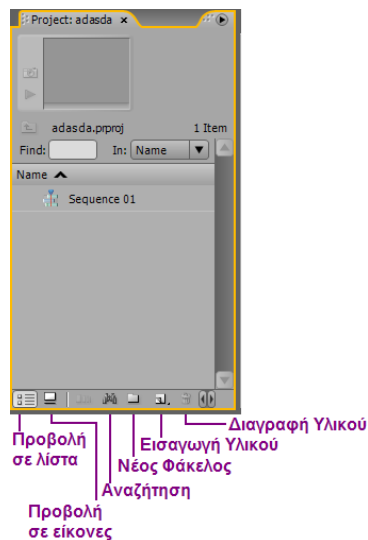 Project: adasda ×
adasda.prproj 1 Item
Find: In: Name
Name
Sequence 01
Διαγραφή Υλικού
Προβολή
σε λίστα
Εισαγωγή Υλικού
Νέος Φάκελος
Αναζήτηση
Προβολή
σε είκονες